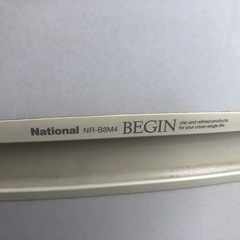 National NR-B8M4 BEGIN
chic and refined products
for your urban single life